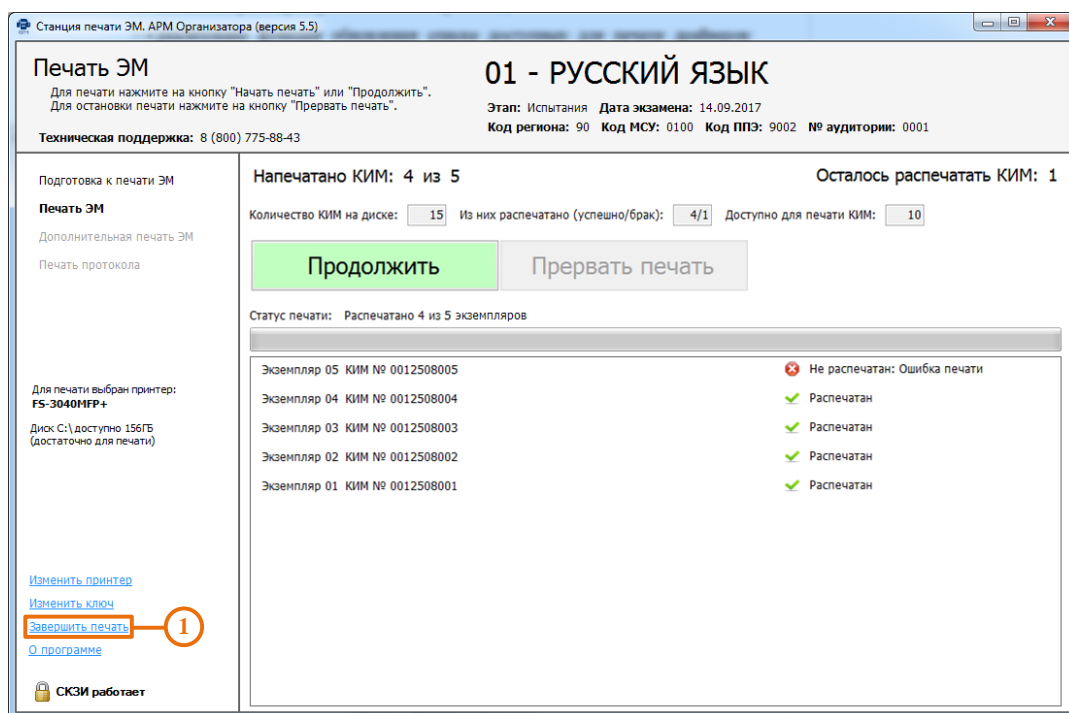 Станция печати ЭМ. АРМ Организатора (версия 5.5)
Печать ЭМ
Для печати нажмите на кнопку "Начать печать" или "Продолжить".
Для остановки печати нажмите на кнопку "Прервать печать".
Техническая поддержка: 8 (800) 775-88-43
01 - РУССКИЙ ЯЗЫК
Этап: Испытания Дата экзамена: 14.09.2017
Код региона: 90 Код МСУ: 0100 Код ППЭ: 9002 № аудитории: 0001
Подготовка к печати ЭМ
Печать ЭМ
Дополнительная печать ЭМ
Печать протокола
Для печати выбран принтер:
FS-3040MFP+
Диск C:\ доступно 156ГБ
(достаточно для печати)
Изменить принтер
Изменить ключ
Завершить печать
1
О программе
СКЗИ работает
Напечатано КИМ: 4 из 5
Осталось распечатать КИМ: 1
Количество КИМ на диске: 15 Из них распечатано (успешно/брак): 4/1 Доступно для печати КИМ: 10
Продолжить
Прервать печать
Статус печати: Распечатано 4 из 5 экземпляров
Экземпляр 05 КИМ № 0012508005 Не распечатан: Ошибка печати
Экземпляр 04 КИМ № 0012508004 Распечатан
Экземпляр 03 КИМ № 0012508003 Распечатан
Экземпляр 02 КИМ № 0012508002 Распечатан
Экземпляр 01 КИМ № 0012508001 Распечатан